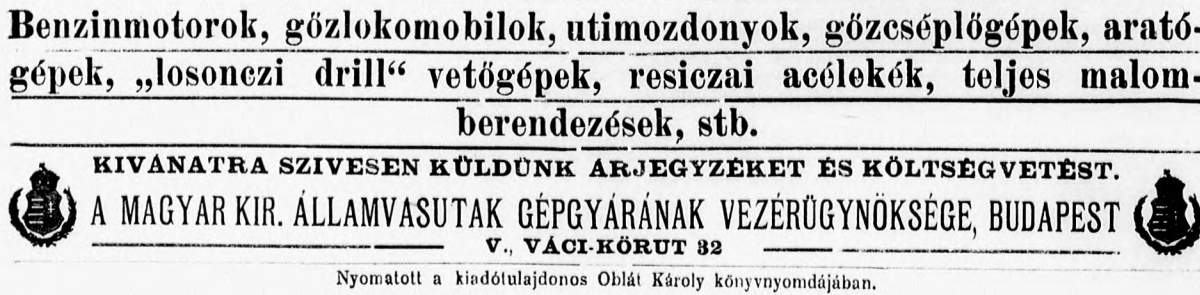 Benzinmotorok, gőzlokomobilok, utimozdonyok, gőzcséplőgépek, arató-
gépek, „losonczi drill“ vetőgépek, resiczai acélekék, teljes malom-
berendezések, stb.
KIVÁNATRA SZIVESEN KÜLDÜNK ÁRJEGYZÉKET ÉS KÖLTSÉGVETÉST.
A MAGYAR KIR. ÁLLAMVASUTAK GÉPGYÁRÁNAK VEZÉRÜGYNÖKSÉGE, BUDAPEST
V., VÁCI-KÖRUT 32
Nyomatott a kiadótulajdonos Oblát Károly könyvnyomdájában.